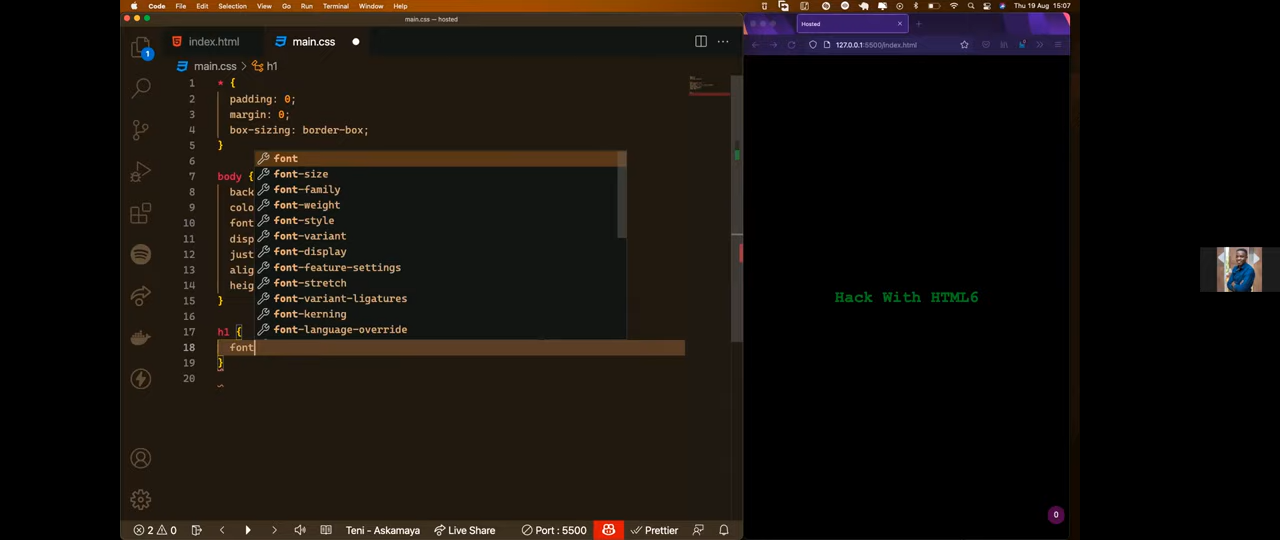 Code File Edit Selection View Go Run Terminal Window Help
Thu 19 Aug 15:07
main.css — hosted
index.html
main.css
main.css > h1
1 * {
2 padding: 0;
3 margin: 0;
4 box-sizing: border-box;
5 }
6
7 body {
8 back
9 colo
10 font
11 disp
12 just
13 alig
14 heig
15 }
16
17 h1 {
18 font
19 }
20
font
font-size
font-family
font-weight
font-style
font-variant
font-display
font-feature-settings
font-stretch
font-variant-ligatures
font-kerning
font-language-override
1
2 0 Teni - Askamaya Live Share Port : 5500 Prettier
Hosted
127.0.0.1:5500/index.html
Hack With HTML6
0